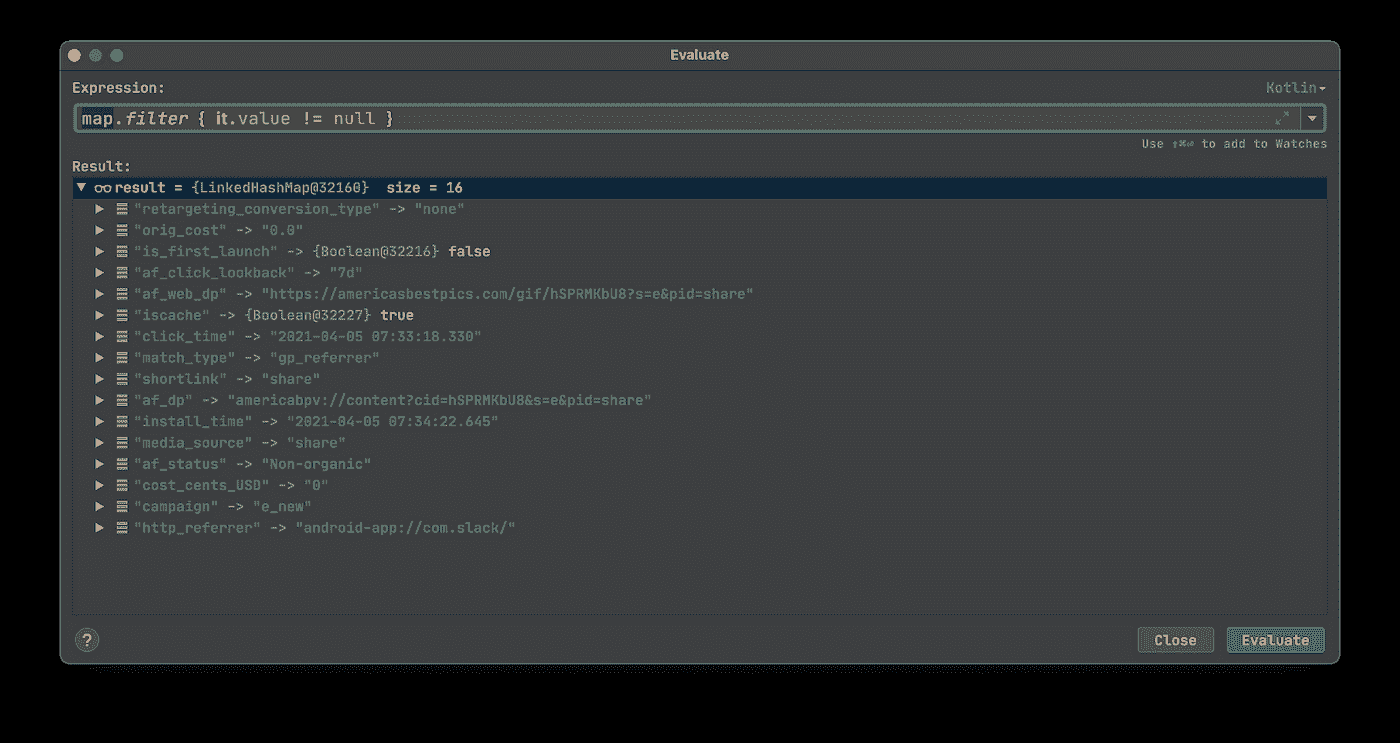 Evaluate
Expression:
Kotlin
map.filter { it.value != null }
Use ⇧⌘⏎ to add to Watches
Result:
result = {LinkedHashMap@32160} size = 16
"retargeting_conversion_type" -> "none"
"orig_cost" -> "0.0"
"is_first_launch" -> {Boolean@32216} false
"af_click_lookback" -> "7d"
"af_web_dp" -> "https://americasbestpics.com/gif/hSPRMKbU8?s=e&pid=share"
"iscache" -> {Boolean@32227} true
"click_time" -> "2021-04-05 07:33:18.330"
"match_type" -> "gp_referrer"
"shortlink" -> "share"
"af_dp" -> "americabpv://content?cid=hSPRMKbU8&s=e&pid=share"
"install_time" -> "2021-04-05 07:34:22.645"
"media_source" -> "share"
"af_status" -> "Non-organic"
"cost_cents_USD" -> "0"
"campaign" -> "e_new"
"http_referrer" -> "android-app://com.slack/"
?
Close
Evaluate